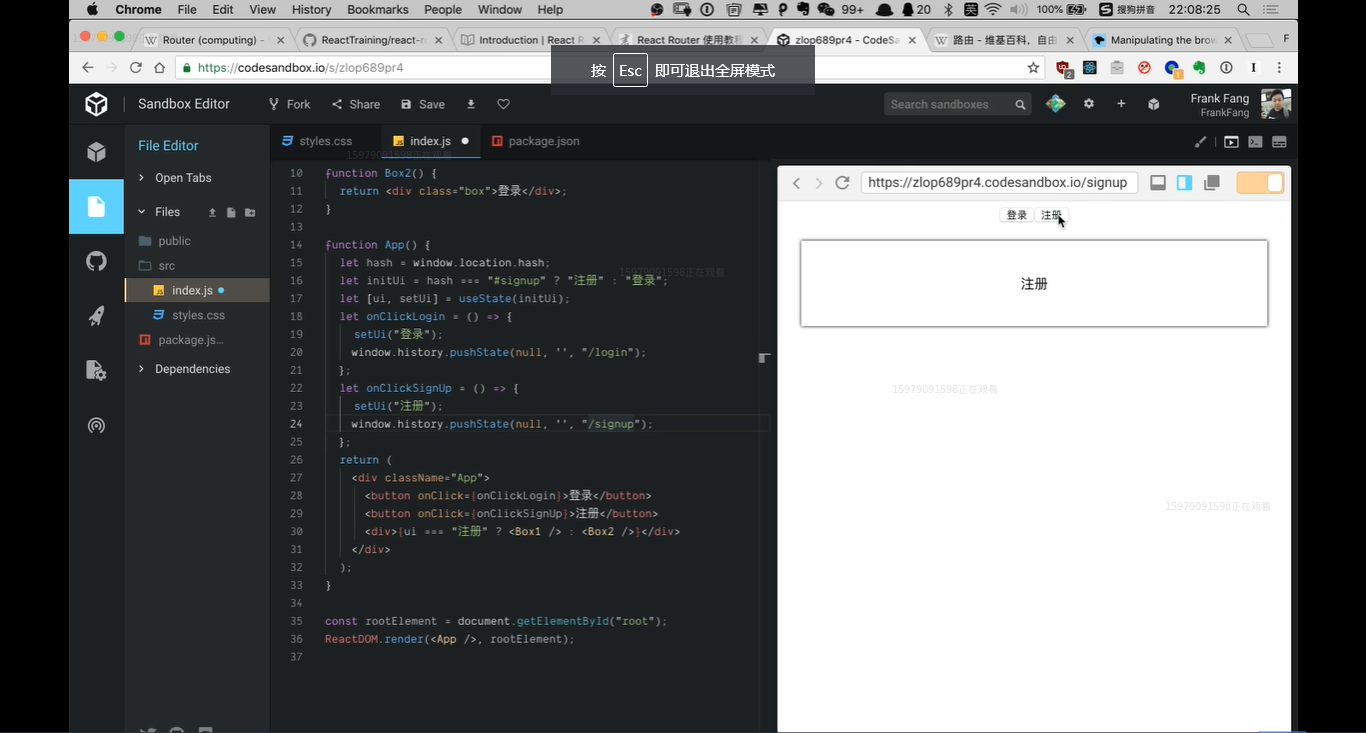 Chrome File Edit View History Bookmarks People Window Help 99+ 20 英 100% 搜狗拼音 22:08:25
Router (computing) - ReactTraining/react-r Introduction | React R React Router 使用教程 zlop689pr4 - CodeSa 路由 - 维基百科，自由 Manipulating the brow F
https://codesandbox.io/s/zlop689pr4
按 Esc 即可退出全屏模式
Sandbox Editor Fork Share Save Search sandboxes Frank Fang
FrankFang
File Editor styles.css index.js package.json
15979091598正在观看
Open Tabs
Files
public
src
index.js
styles.css
package.js...
Dependencies
10 function Box2() {
11 return <div class="box">登录</div>;
12 }
13
14 function App() {
15 let hash = window.location.hash;
15979091598正在观看
16 let initUi = hash === "#signup" ? "注册" : "登录";
17 let [ui, setUi] = useState(initUi);
18 let onClickLogin = () => {
19 setUi("登录");
20 window.history.pushState(null, '', "/login");
21 };
22 let onClickSignUp = () => {
23 setUi("注册");
24 window.history.pushState(null, '', "/signup");
25 };
26 return (
27 <div className="App">
28 <button onClick={onClickLogin}>登录</button>
29 <button onClick={onClickSignUp}>注册</button>
30 <div>{ui === "注册" ? <Box1 /> : <Box2 />}</div>
31 </div>
32 );
33 }
34
35 const rootElement = document.getElementById("root");
36 ReactDOM.render(<App />, rootElement);
37
https://zlop689pr4.codesandbox.io/signup
登录 注册
注册
15979091598正在观看
15979091598正在观看